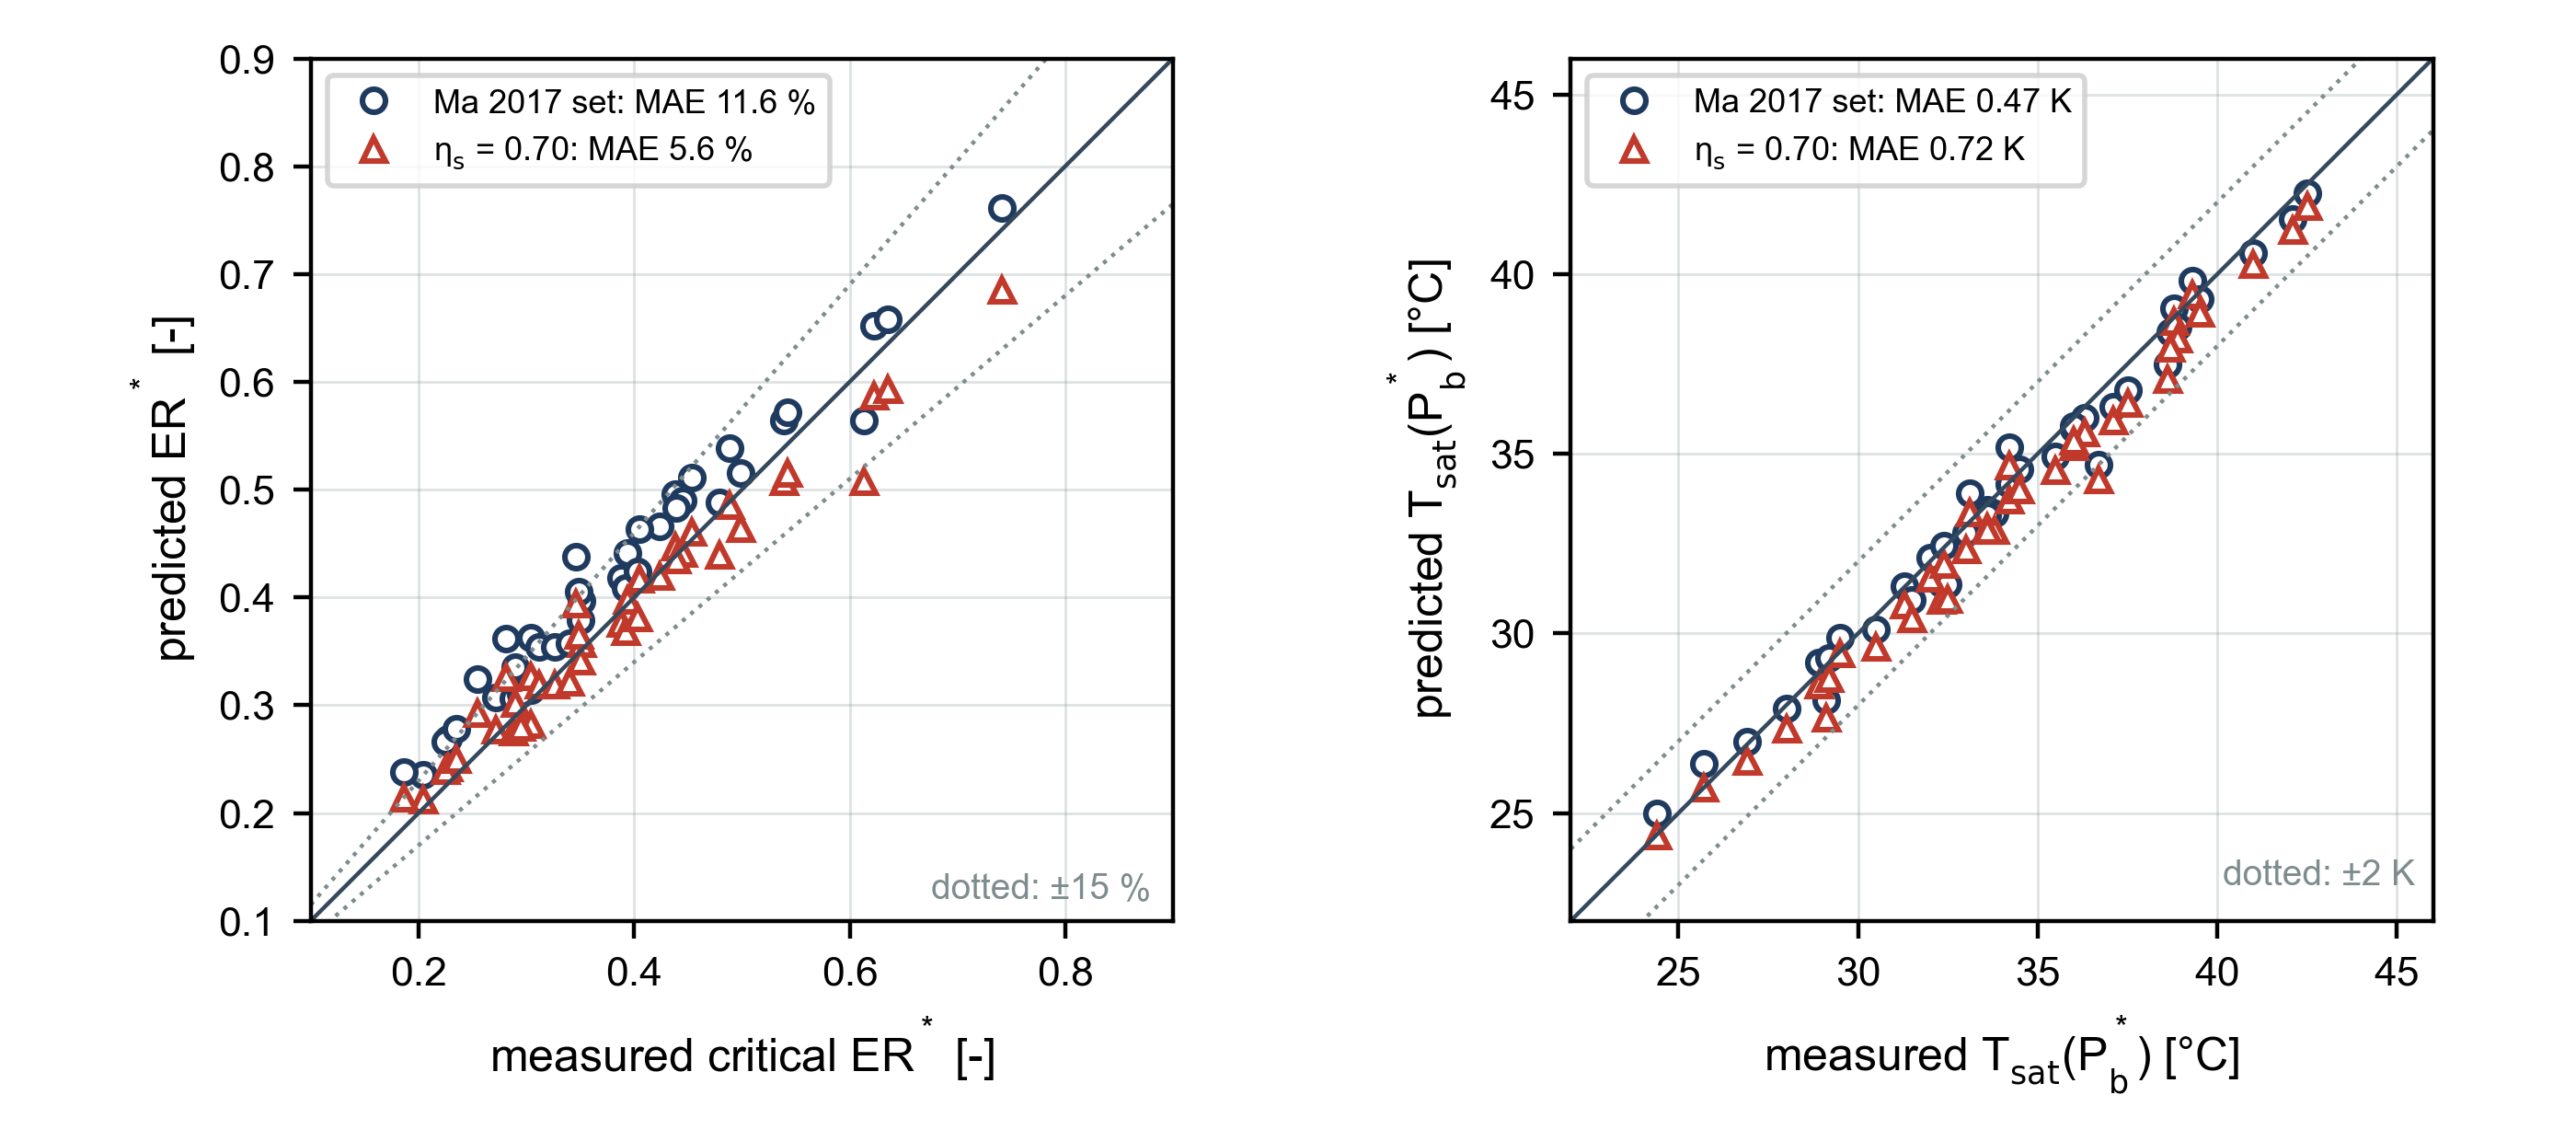 0.9
0.8
0.7
0.6
0.5
0.4
0.3
0.2
0.1
predicted ER* [-]
Ma 2017 set: MAE 11.6 %
ηs = 0.70: MAE 5.6 %
dotted: ±15 %
0.2 0.4 0.6 0.8
measured critical ER* [-]
45
40
35
30
25
predicted Tsat(Pb*) [°C]
Ma 2017 set: MAE 0.47 K
ηs = 0.70: MAE 0.72 K
dotted: ±2 K
25 30 35 40 45
measured Tsat(Pb*) [°C]